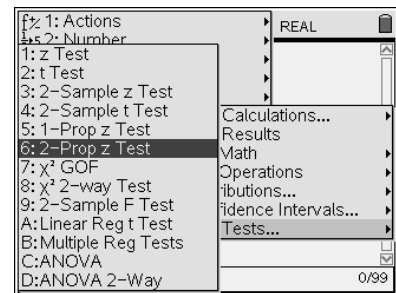 1: Actions
2: Number
REAL
1: z Test
2: t Test
3: 2-Sample z Test
4: 2-Sample t Test
5: 1-Prop z Test
6: 2-Prop z Test
7: χ² GOF
8: χ² 2-way Test
9: 2-Sample F Test
A: Linear Reg t Test
B: Multiple Reg Tests
C: ANOVA
D: ANOVA 2-Way
Calculations...
Results
Math
Operations
ributions...
idence Intervals...
Tests...
0/99